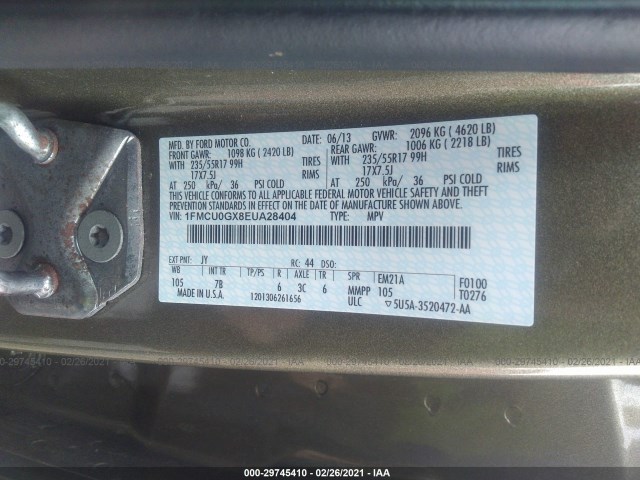 MFD. BY FORD MOTOR CO. DATE: 06/13 GVWR: 2096 KG ( 4620 LB)
FRONT GAWR: 1098 KG ( 2420 LB) REAR GAWR: 1006 KG ( 2218 LB)
WITH 235/55R17 99H TIRES WITH 235/55R17 99H TIRES
17X7.5J RIMS 17X7.5J RIMS
AT 250 kPa/ 36 PSI COLD AT 250 kPa/ 36 PSI COLD
THIS VEHICLE CONFORMS TO ALL APPLICABLE FEDERAL MOTOR VEHICLE SAFETY AND THEFT
PREVENTION STANDARDS IN EFFECT ON THE DATE OF MANUFACTURE SHOWN ABOVE.
VIN: 1FMCU0GX8EUA28404 TYPE: MPV
EXT PNT: JY RC: 44 DSO: F0100
WB INT TR TP/PS R AXLE TR SPR EM21A T0276
105 7B 6 3C 6 MMPP 105
MADE IN U.S.A. 1201306261656 ULC ▽5U5A-3520472-AA
000-29745410 - 02/26/2021 - IAA